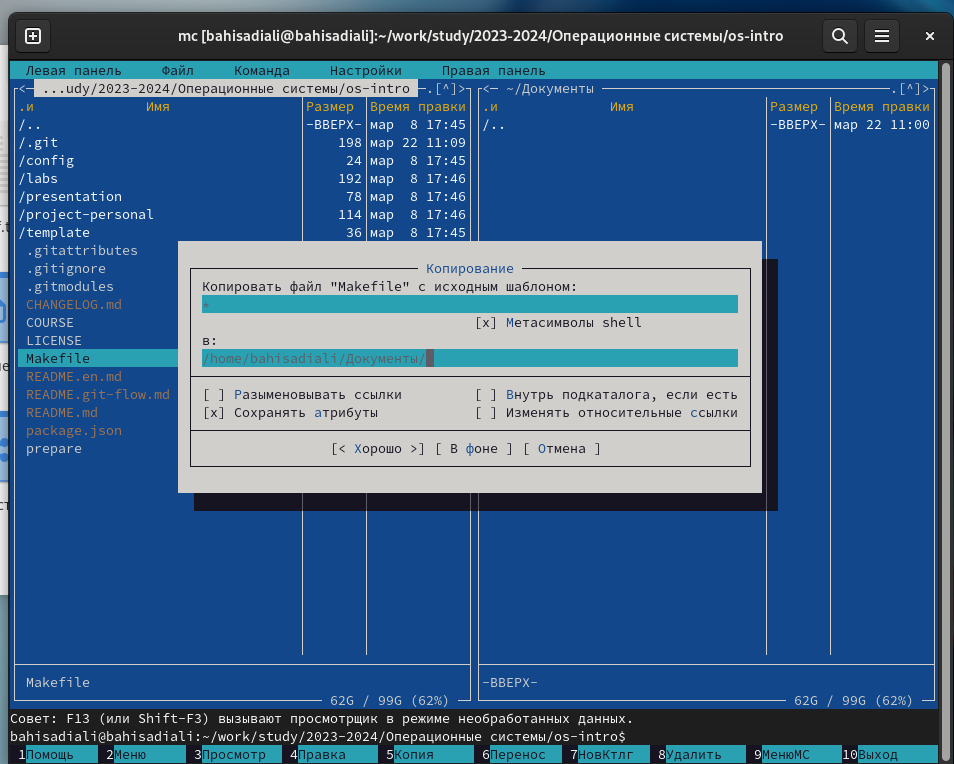 mc [bahisadiali@bahisadiali]:~/work/study/2023-2024/Операционные системы/os-intro
Левая панель Файл Команда Настройки Правая панель
<— ...udy/2023-2024/Операционные системы/os-intro —.[^]> <— ~/Документы —.[^]>
.и Имя Размер Время правки .и Имя Размер Время правки
/.. -ВВЕРХ- мар 8 17:45 /.. -ВВЕРХ- мар 22 11:00
/.git 198 мар 22 11:09
/config 24 мар 8 17:45
/labs 192 мар 8 17:46
/presentation 78 мар 8 17:46
/project-personal 114 мар 8 17:46
/template 36 мар 8 17:45
.gitattributes
.gitignore
.gitmodules
CHANGELOG.md
COURSE
LICENSE
Makefile
README.en.md
README.git-flow.md
README.md
package.json
prepare
Копирование
Копировать файл "Makefile" с исходным шаблоном:
*
[x] Метасимволы shell
в:
/home/bahisadiali/Документы/
[ ] Разыменовывать ссылки [ ] Внутрь подкаталога, если есть
[x] Сохранять атрибуты [ ] Изменять относительные ссылки
[< Хорошо >] [ В фоне ] [ Отмена ]
Makefile -ВВЕРХ-
62G / 99G (62%) 62G / 99G (62%)
Совет: F13 (или Shift-F3) вызывают просмотрщик в режиме необработанных данных.
bahisadiali@bahisadiali:~/work/study/2023-2024/Операционные системы/os-intro$
1Помощь 2Меню 3Просмотр 4Правка 5Копия 6Перенос 7НовКтлг 8Удалить 9МенюМС 10Выход